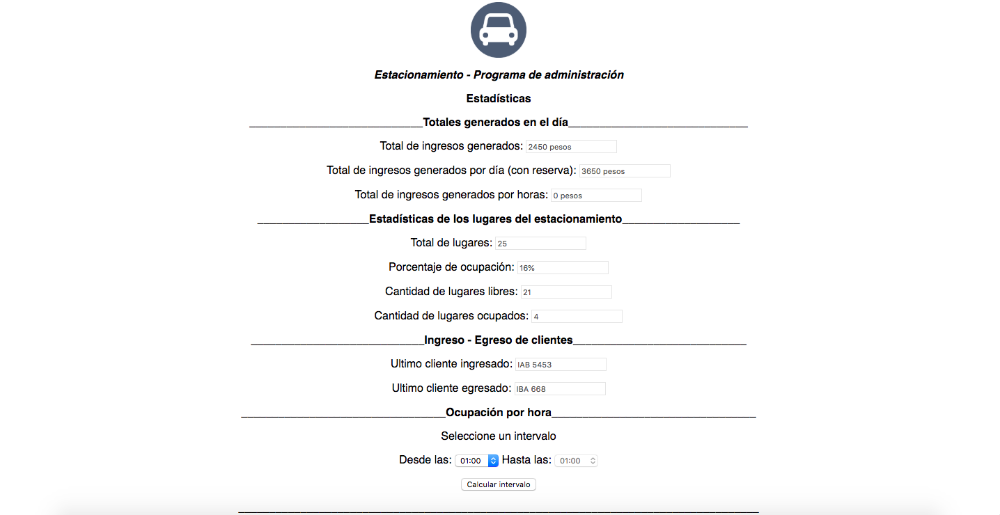 Estacionamiento - Programa de administración
Estadísticas
____________________________Totales generados en el día_____________________________
Total de ingresos generados: 2450 pesos
Total de ingresos generados por día (con reserva): 3650 pesos
Total de ingresos generados por horas: 0 pesos
__________________Estadísticas de los lugares del estacionamiento___________________
Total de lugares: 25
Porcentaje de ocupación: 16%
Cantidad de lugares libres: 21
Cantidad de lugares ocupados: 4
____________________________Ingreso - Egreso de clientes____________________________
Ultimo cliente ingresado: IAB 5453
Ultimo cliente egresado: IBA 668
_________________________________Ocupación por hora_________________________________
Seleccione un intervalo
Desde las: 01:00 Hasta las: 01:00
Calcular intervalo
____________________________________________________________________________________